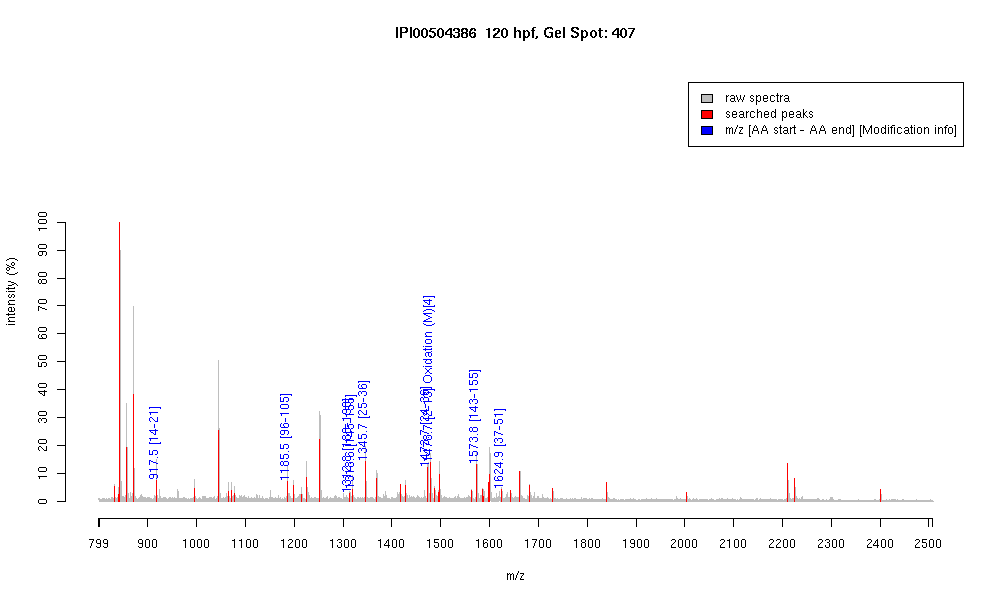 IPI00504386 120 hpf, Gel Spot: 407
raw spectra
searched peaks
m/z [AA start - AA end] [Modification info]
intensity (%)
100
90
80
70
60
50
40
30
20
10
0
917.5 [14-21]
1185.5 [96-105]
1345.7 [25-36]
Oxidation (M)[4]
1573.8 [143-155]
1624.9 [37-51]
799 900 1000 1100 1200 1300 1400 1500 1600 1700 1800 1900 2000 2100 2200 2300 2400 2500
m/z